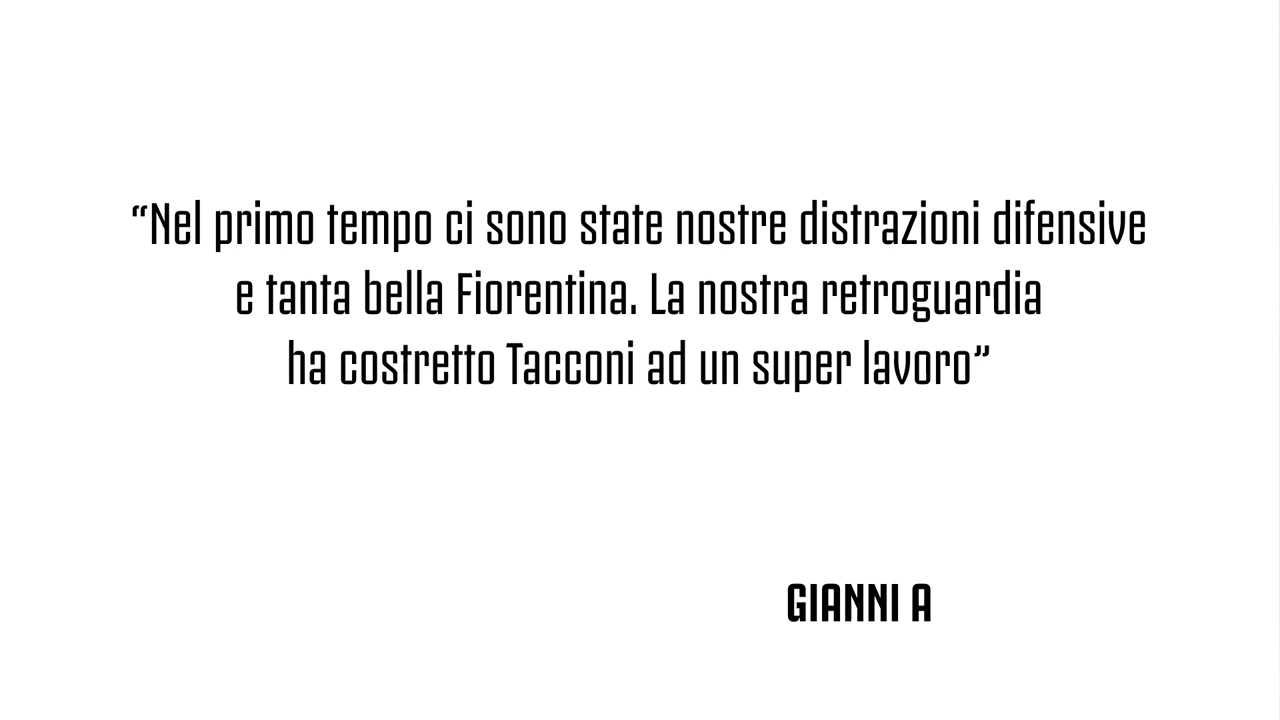 “Nel primo tempo ci sono state nostre distrazioni difensive
e tanta bella Fiorentina. La nostra retroguardia
ha costretto Tacconi ad un super lavoro”
GIANNI A